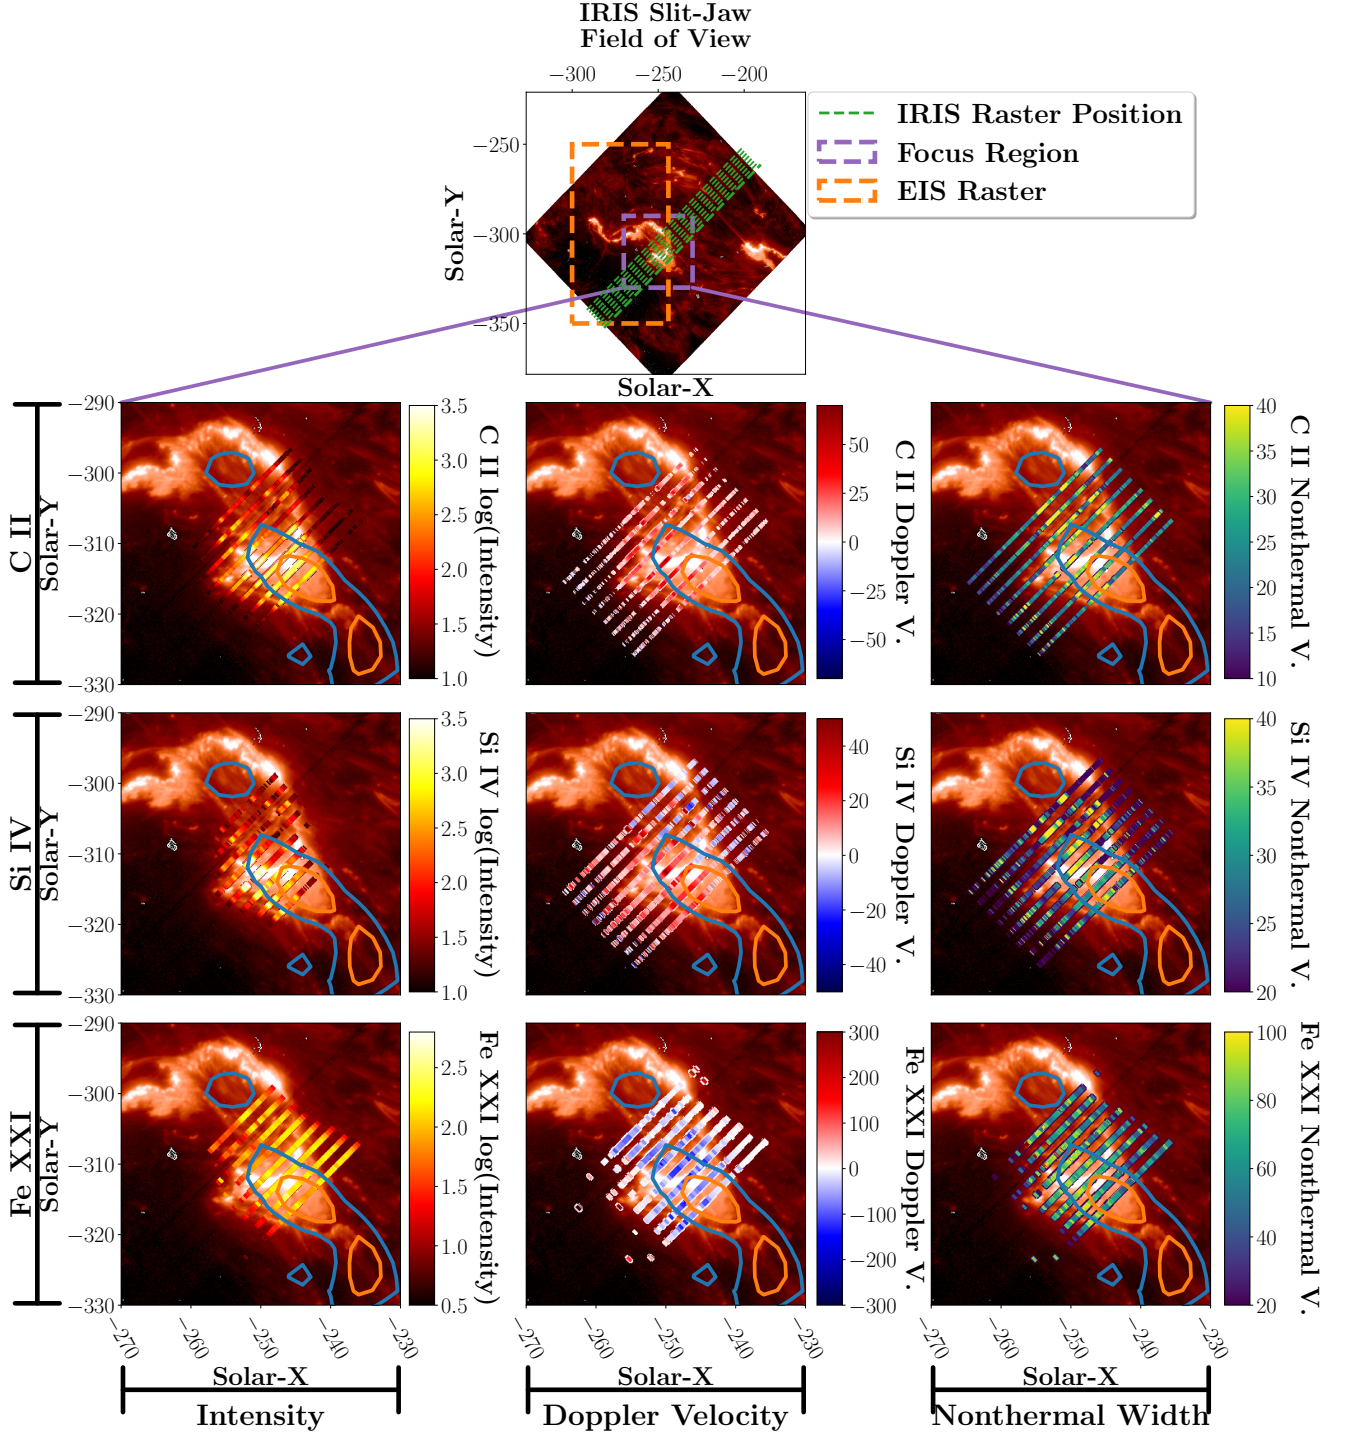 IRIS Slit-Jaw
Field of View
−300 −250 −200
−250
−300
−350
Solar-Y
Solar-X
IRIS Raster Position
Focus Region
EIS Raster
C II
Solar-Y
−290
−300
−310
−320
−330
3.5
3.0
2.5
2.0
1.5
1.0
C II log(Intensity)
50
25
0
−25
−50
C II Doppler V.
40
35
30
25
20
15
10
C II Nonthermal V.
Si IV
Solar-Y
−290
−300
−310
−320
−330
3.5
3.0
2.5
2.0
1.5
1.0
Si IV log(Intensity)
40
20
0
−20
−40
Si IV Doppler V.
40
35
30
25
20
Si IV Nonthermal V.
Fe XXI
Solar-Y
−290
−300
−310
−320
−330
2.5
2.0
1.5
1.0
0.5
Fe XXI log(Intensity)
300
200
100
0
−100
−200
−300
Fe XXI Doppler V.
100
80
60
40
20
Fe XXI Nonthermal V.
−270 −260 −250 −240 −230
−270 −260 −250 −240 −230
−270 −260 −250 −240 −230
Solar-X Solar-X Solar-X
Intensity Doppler Velocity Nonthermal Width